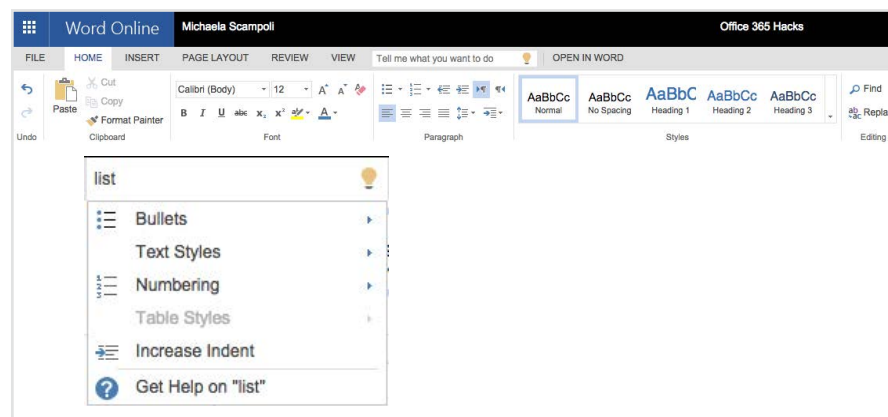 Word Online Michaela Scampoli Office 365 Hacks
FILE HOME INSERT PAGE LAYOUT REVIEW VIEW Tell me what you want to do OPEN IN WORD
Cut
Copy
Format Painter
Paste
Undo
Clipboard
Calibri (Body) 12 A A
B I U abc x₂ x² A
Font
Paragraph
AaBbCc AaBbCc AaBbC AaBbCc AaBbCc
Normal No Spacing Heading 1 Heading 2 Heading 3
Styles
Find
Repla
Editing
list
Bullets
Text Styles
Numbering
Table Styles
Increase Indent
Get Help on "list"